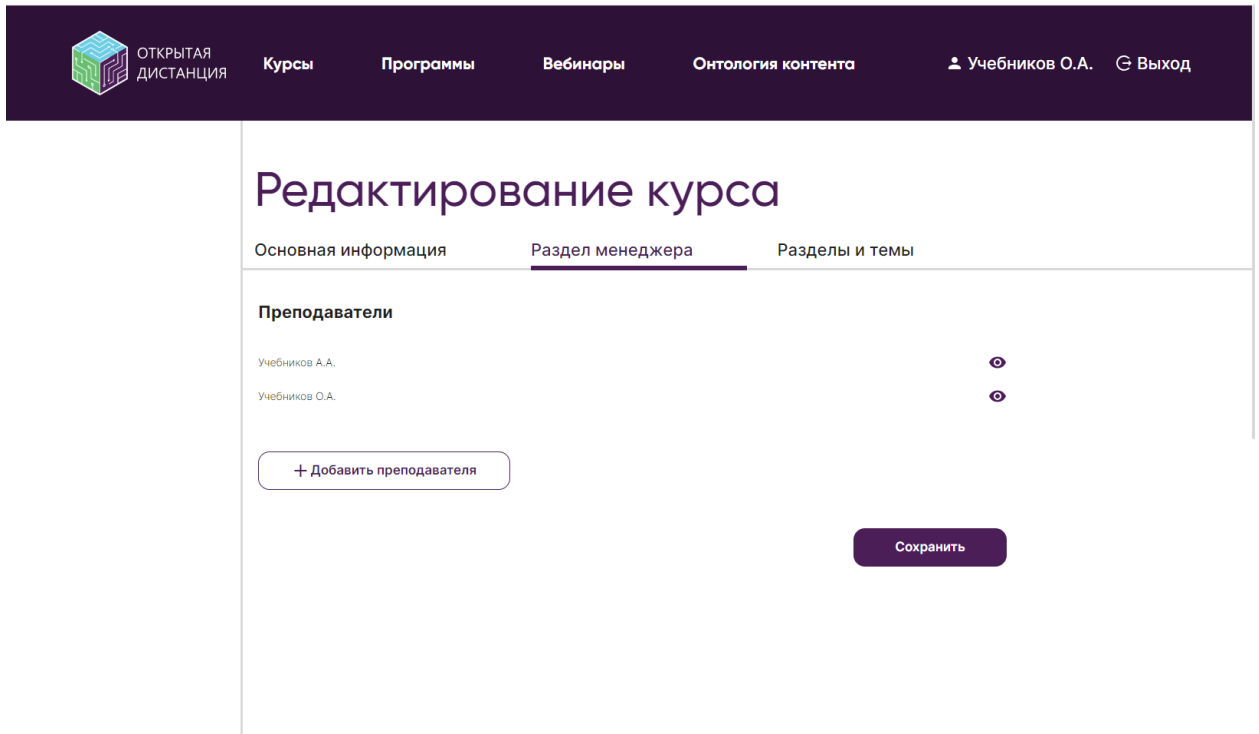 ОТКРЫТАЯ
ДИСТАНЦИЯ
Курсы Программы Вебинары Онтология контента Учебников О.А. Выход
Редактирование курса
Основная информация Раздел менеджера Разделы и темы
Преподаватели
Учебников А.А.
Учебников О.А.
+ Добавить преподавателя
Сохранить